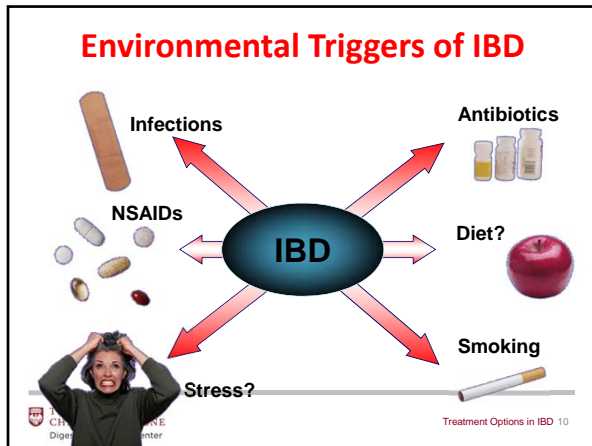 Environmental Triggers of IBD
Infections
Antibiotics
NSAIDs
IBD
Diet?
Smoking
Stress?
Treatment Options in IBD 10